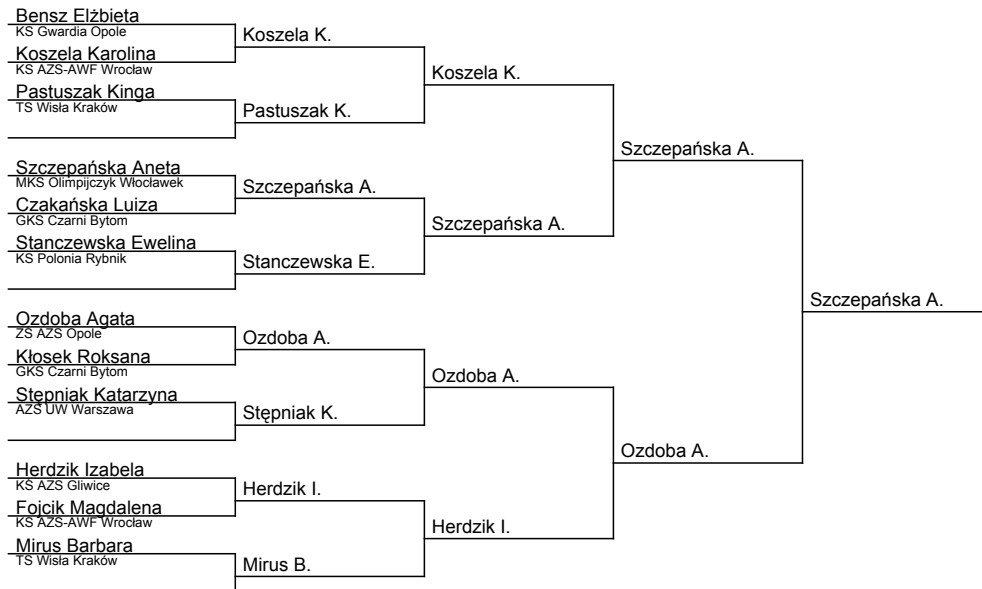 Bensz Elżbieta
KS Gwardia Opole
Koszela Karolina
KS AZS-AWF Wrocław
Pastuszak Kinga
TS Wisła Kraków
Szczepańska Aneta
MKS Olimpijczyk Włocławek
Czakańska Luiza
GKS Czarni Bytom
Stanczewska Ewelina
KS Polonia Rybnik
Ozdoba Agata
ZŚ AZS Opole
Kłosek Roksana
GKS Czarni Bytom
Stępniak Katarzyna
AZS UW Warszawa
Herdzik Izabela
KŚ AZS Gliwice
Fojcik Magdalena
KS AZS-AWF Wrocław
Mirus Barbara
TS Wisła Kraków
Koszela K.
Pastuszak K.
Szczepańska A.
Stanczewska E.
Ozdoba A.
Stępniak K.
Herdzik I.
Mirus B.
Koszela K.
Szczepańska A.
Ozdoba A.
Herdzik I.
Szczepańska A.
Ozdoba A.
Szczepańska A.